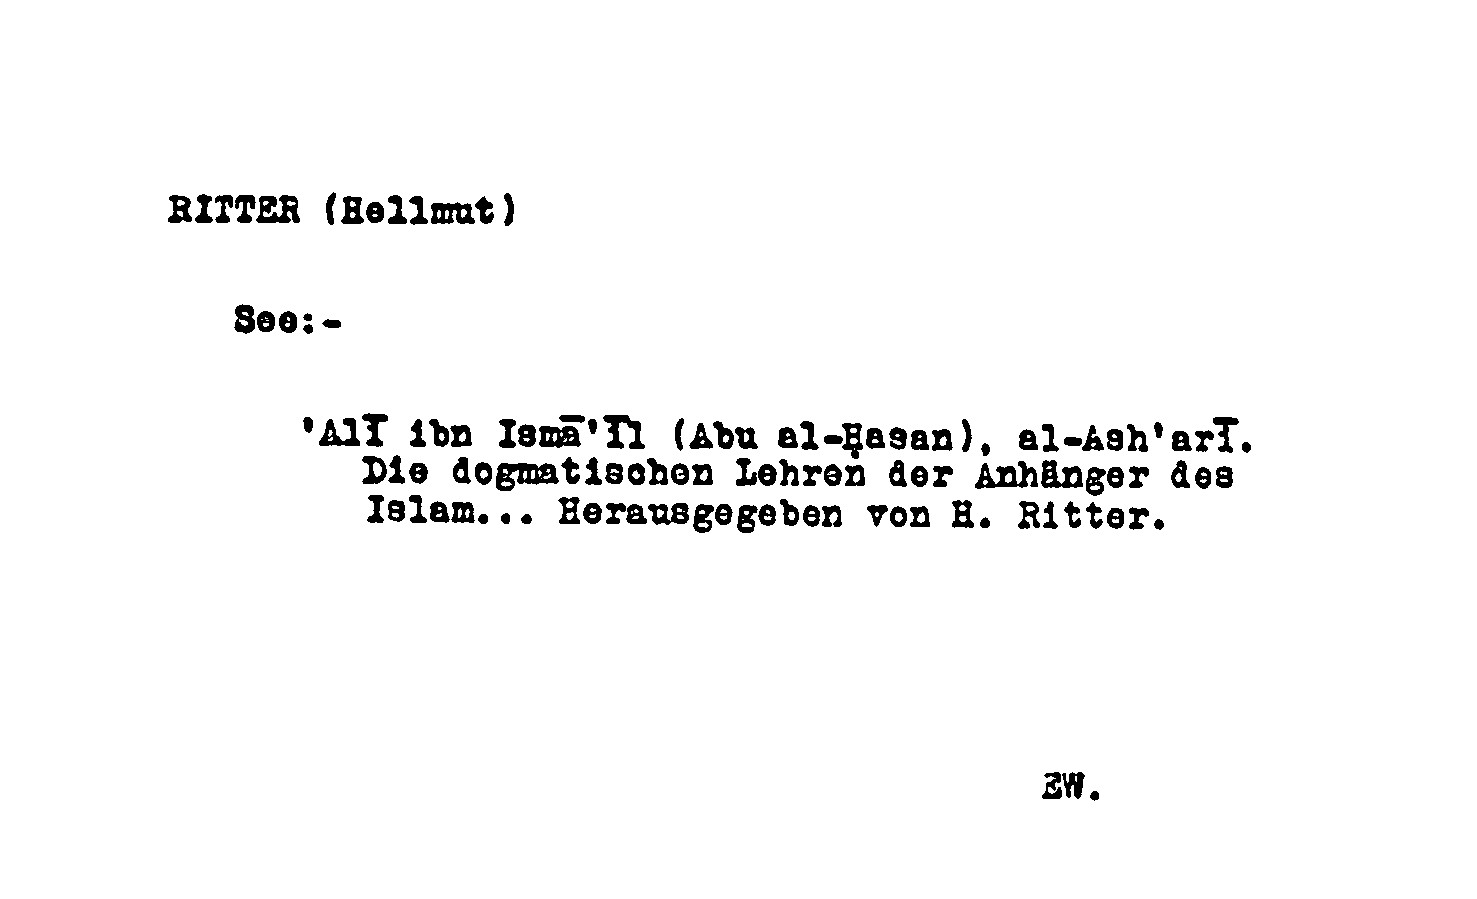 RITTER (Hellmut)
See:-
'Alī ibn Ismā'īl (Abu al-Ḥasan), al-Ash'arī.
Die dogmatischen Lehren der Anhänger des
Islam... Herausgegeben von H. Ritter.
EW.